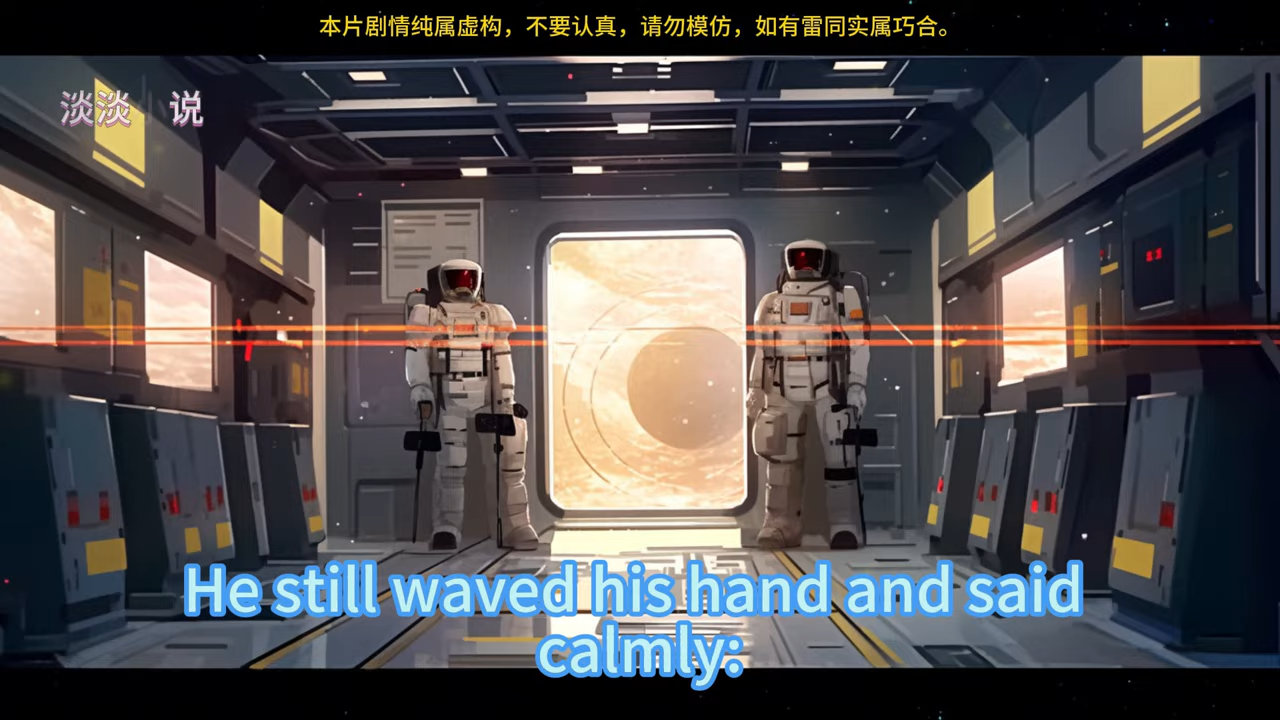 本片剧情纯属虚构，不要认真，请勿模仿，如有雷同实属巧合。
淡淡 说
He still waved his hand and said
calmly: